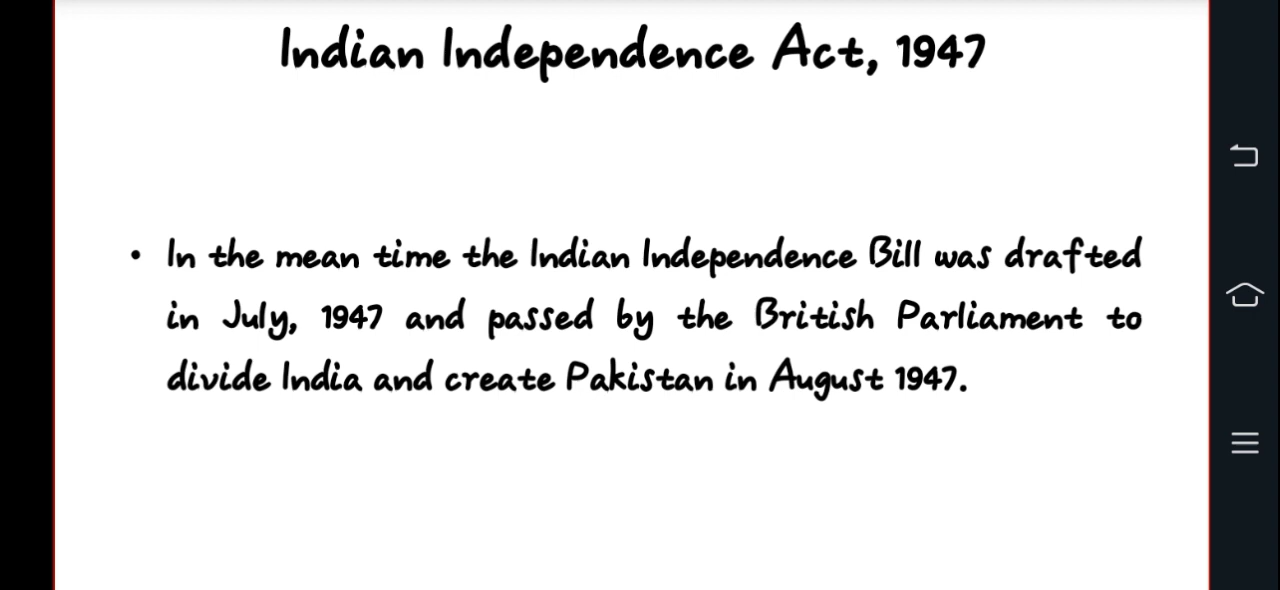 Indian Independence Act, 1947
• In the mean time the Indian Independence Bill was drafted
in July, 1947 and passed by the British Parliament to
divide India and create Pakistan in August 1947.